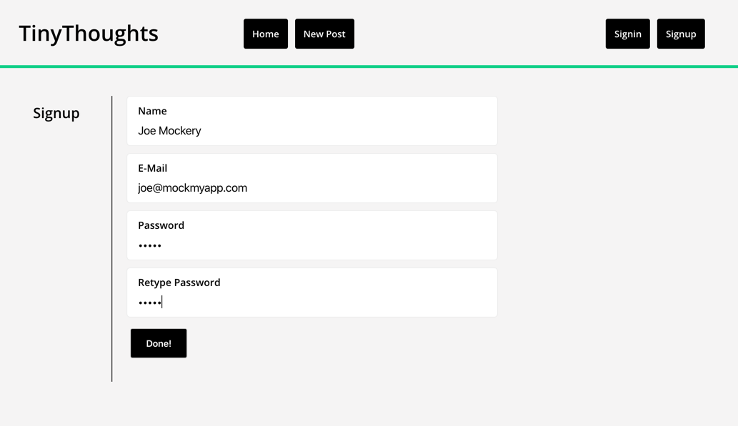 TinyThoughts
Home
New Post
Signin
Signup
Signup
Name
Joe Mockery
E-Mail
joe@mockmyapp.com
Password
•••••
Retype Password
•••••
Done!